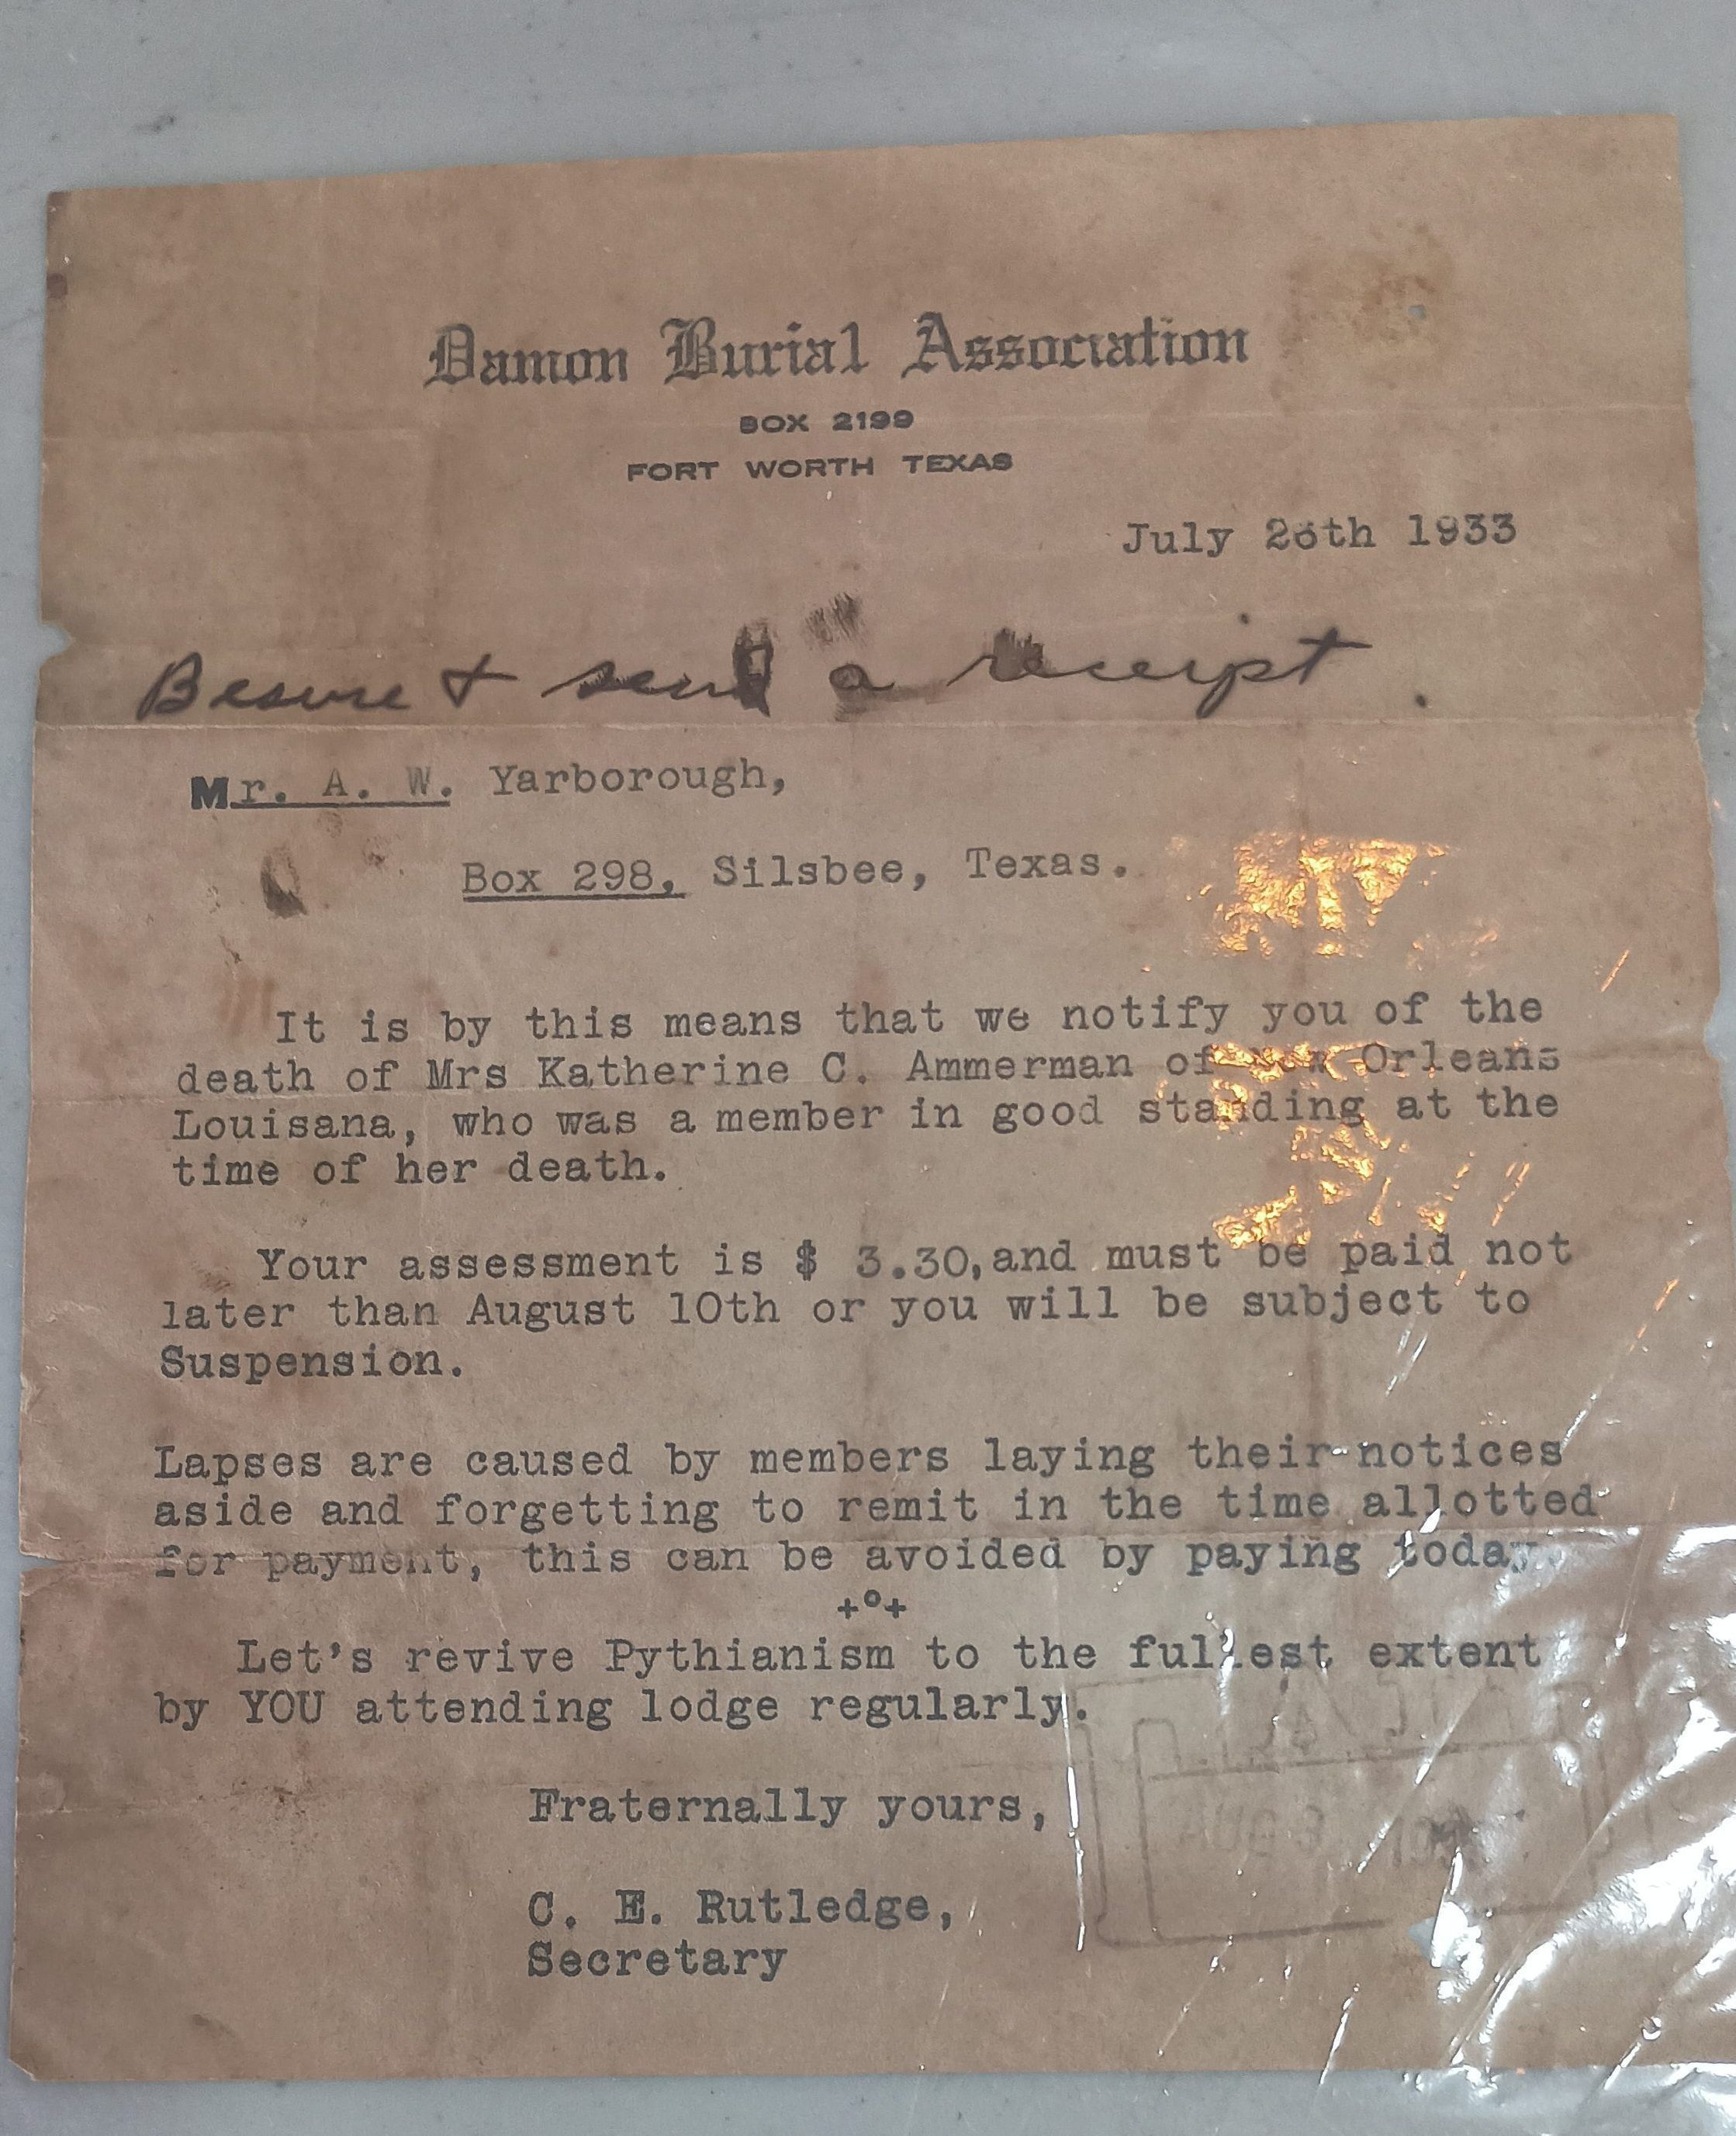 Damon Burial Association
BOX 2199
FORT WORTH TEXAS
July 26th 1933
Besure + send a receipt.
Mr. A. W. Yarborough,
Box 298, Silsbee, Texas.
It is by this means that we notify you of the
death of Mrs Katherine C. Ammerman of New Orleans
Louisana, who was a member in good standing at the
time of her death.
Your assessment is $ 3.30,and must be paid not
later than August 10th or you will be subject to
Suspension.
Lapses are caused by members laying their notices
aside and forgetting to remit in the time allotted
for payment, this can be avoided by paying today.
+o+
Let's revive Pythianism to the fullest extent
by YOU attending lodge regularly.
Fraternally yours,
C. E. Rutledge,
Secretary